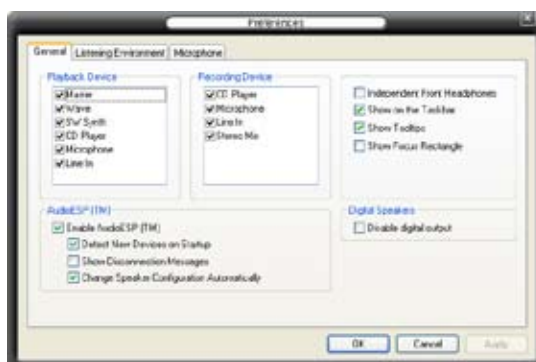 Preferences
General
Listening Environment
Microphone
Playback Device
Master
Wave
SW Synth
CD Player
Microphone
Line In
Recording Device
CD Player
Microphone
Line In
Stereo Mix
Independent Front Headphones
Show on the Taskbar
Show Tooltips
Show Focus Rectangle
AudioESP (TM)
Enable AudioESP (TM)
Detect New Devices on Startup
Show Disconnection Messages
Change Speaker Configuration Automatically
Digital Speakers
Disable digital output
OK
Cancel
Apply